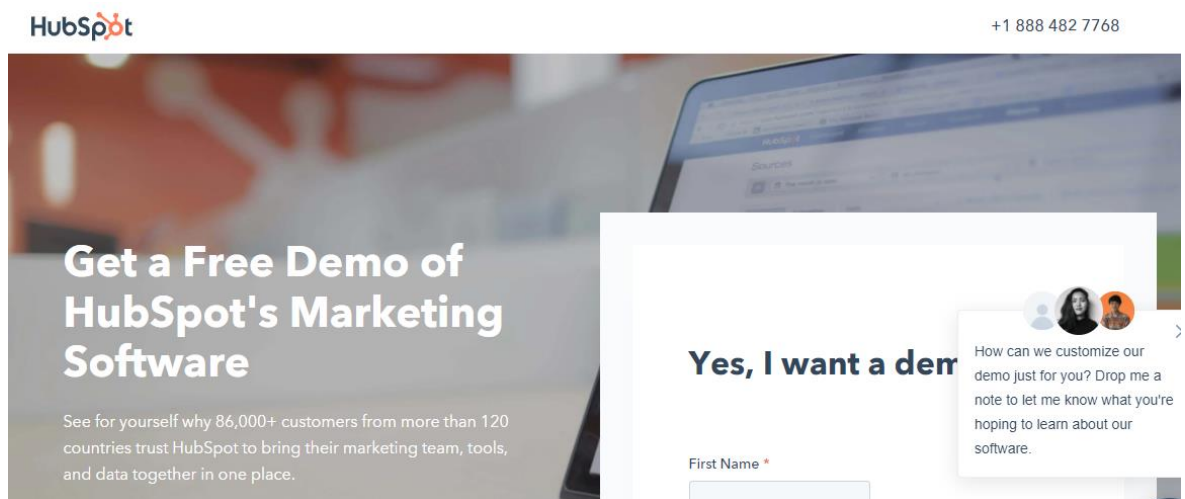 HubSpot
+1 888 482 7768
HubSpot
Sources
Get a Free Demo of
HubSpot's Marketing
Software
See for yourself why 86,000+ customers from more than 120
countries trust HubSpot to bring their marketing team, tools,
and data together in one place.
Yes, I want a dem
First Name *
How can we customize our
demo just for you? Drop me a
note to let me know what you're
hoping to learn about our
software.